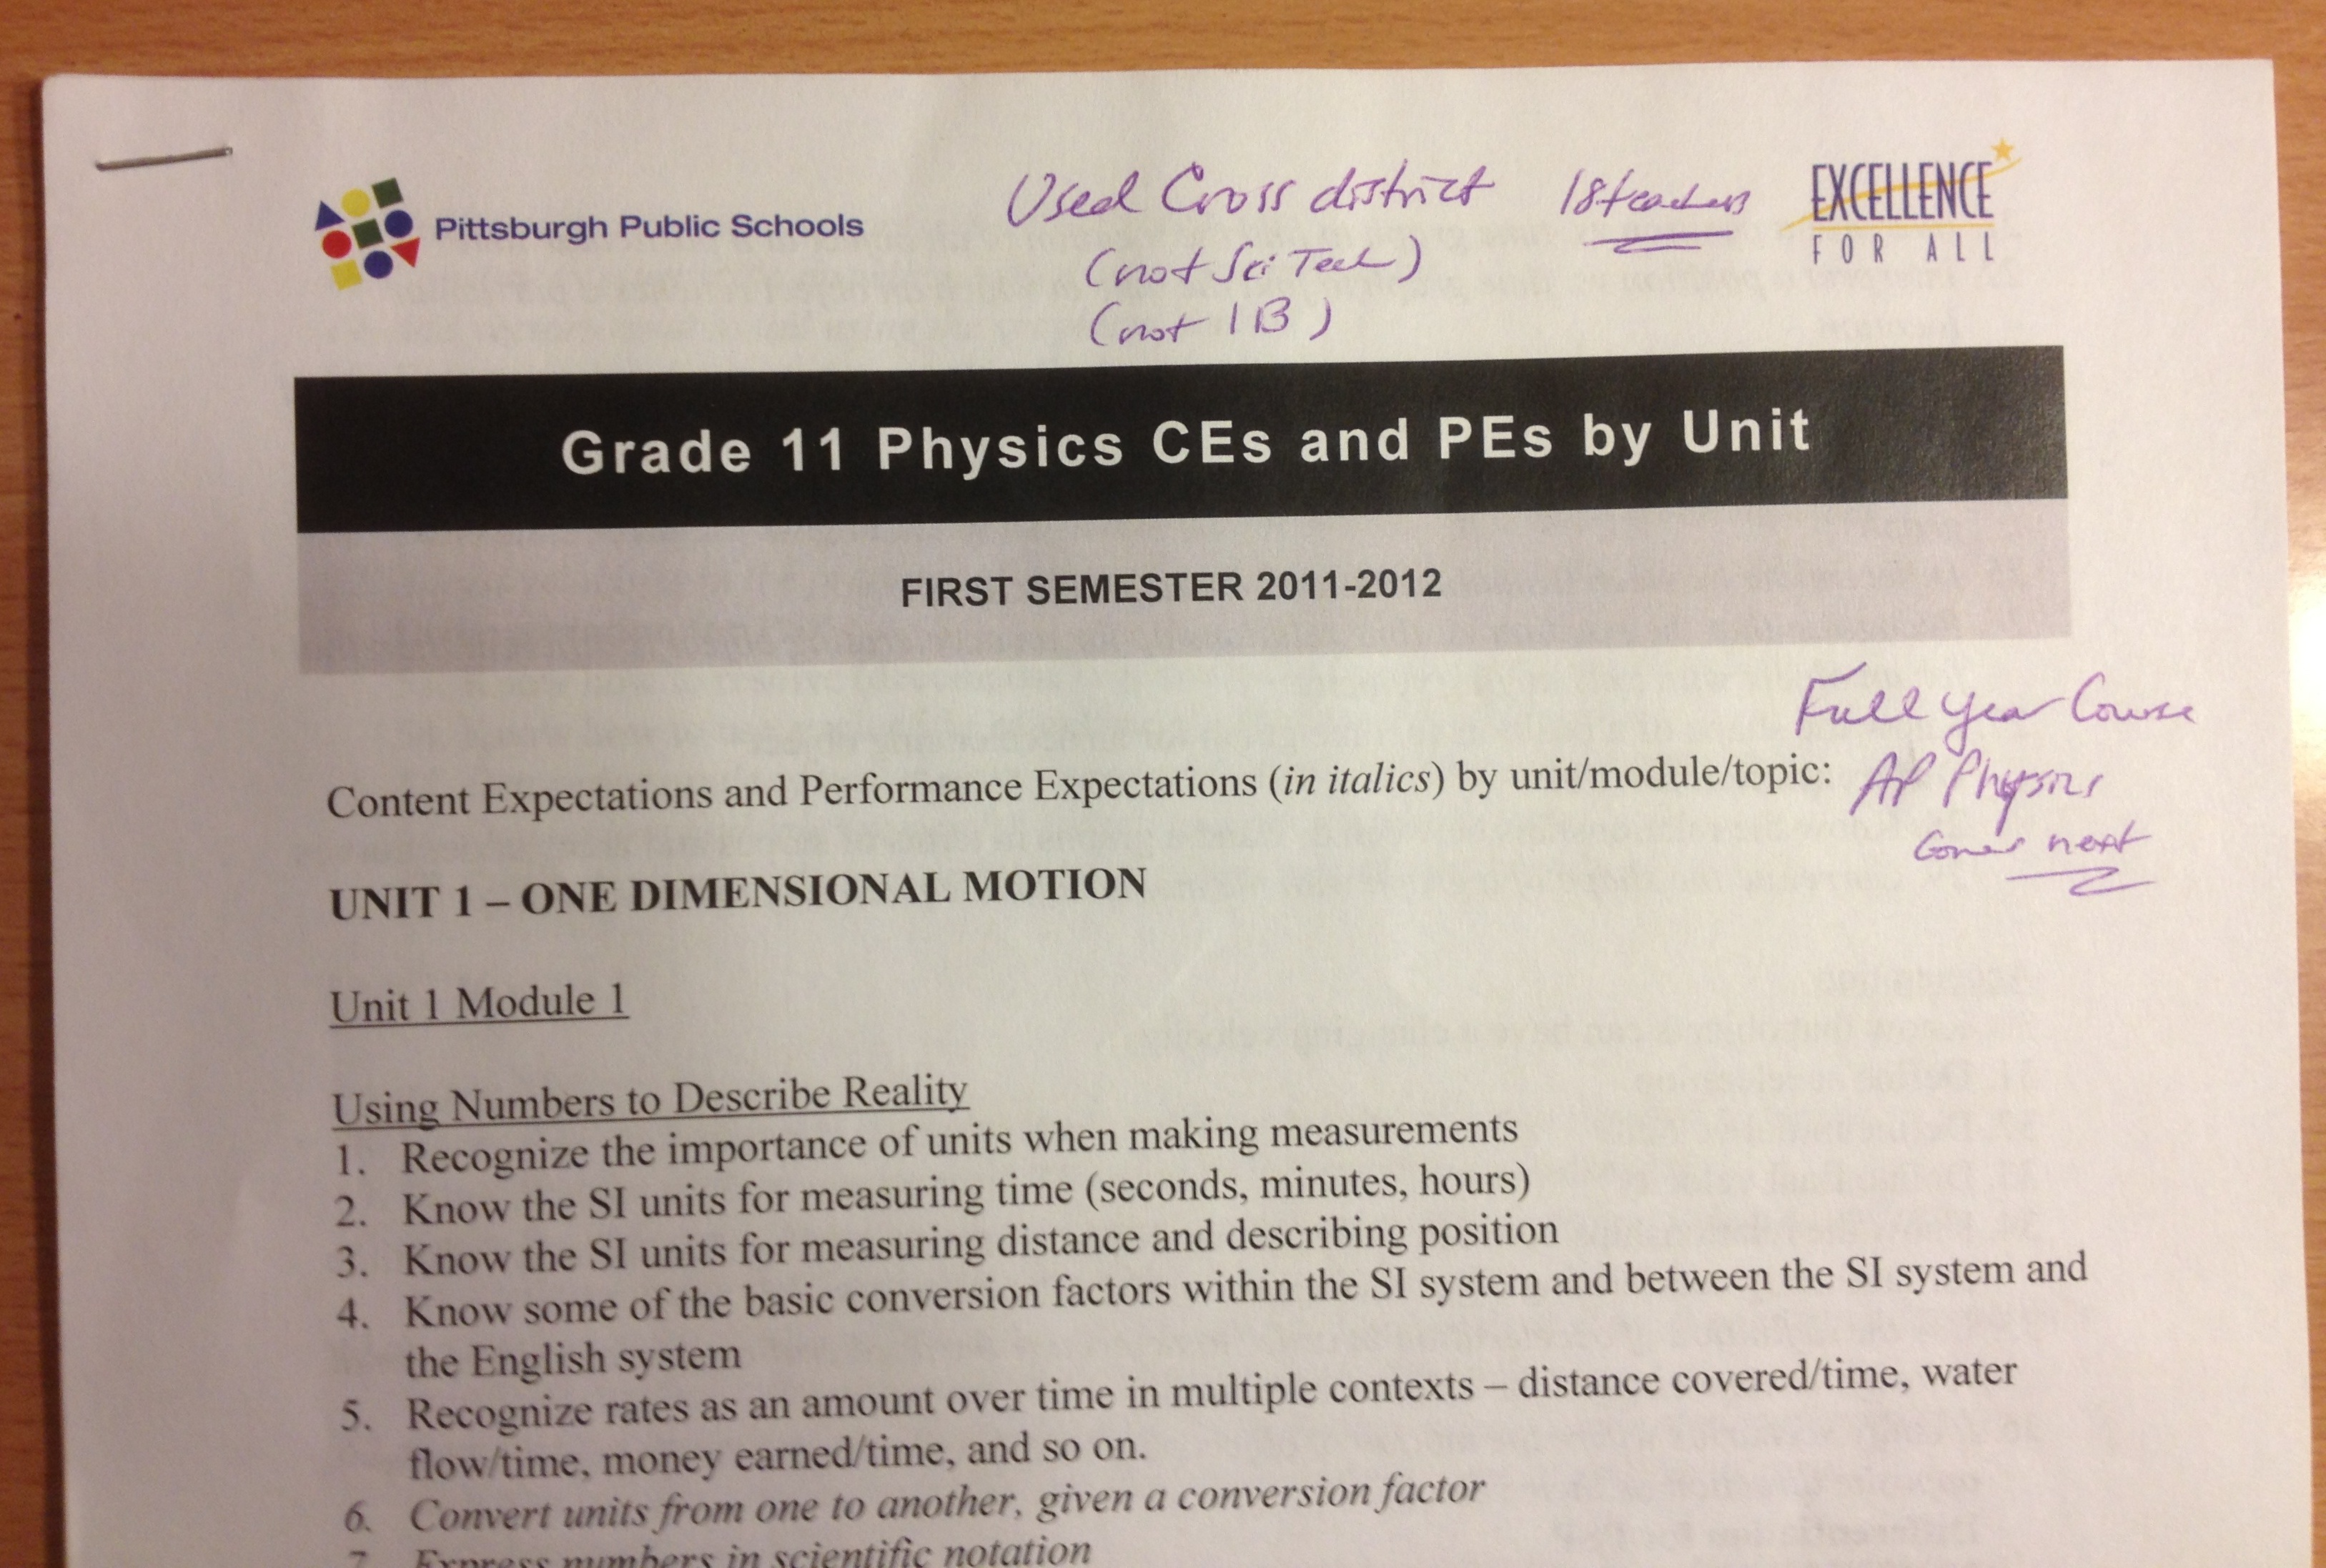 Pittsburgh Public Schools
Used Cross district 18 teachers
(not Sci Tech)
(not IB)
EXCELLENCE
FOR ALL
Grade 11 Physics CEs and PEs by Unit
FIRST SEMESTER 2011-2012
Full Year Course
Content Expectations and Performance Expectations (in italics) by unit/module/topic:
AP Physics
Comes next
UNIT 1 – ONE DIMENSIONAL MOTION
Unit 1 Module 1
Using Numbers to Describe Reality
1. Recognize the importance of units when making measurements
2. Know the SI units for measuring time (seconds, minutes, hours)
3. Know the SI units for measuring distance and describing position
4. Know some of the basic conversion factors within the SI system and between the SI system and
the English system
5. Recognize rates as an amount over time in multiple contexts – distance covered/time, water
flow/time, money earned/time, and so on.
6. Convert units from one to another, given a conversion factor
7. Express numbers in scientific notation